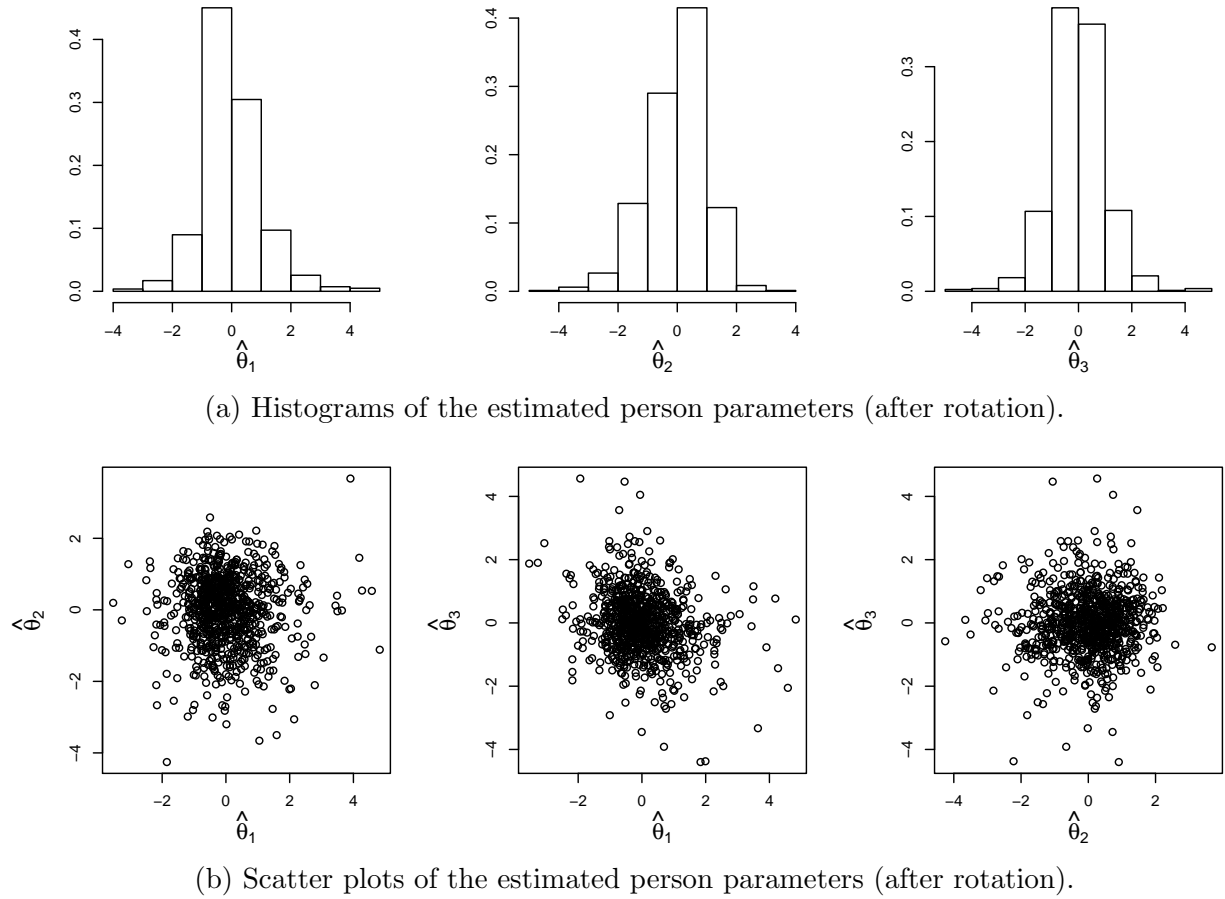 0.0 0.1 0.2 0.3 0.4
−4 −2 0 2 4
θ̂₁
0.0 0.1 0.2 0.3 0.4
−4 −2 0 2 4
θ̂₂
0.0 0.1 0.2 0.3
−4 −2 0 2 4
θ̂₃
(a) Histograms of the estimated person parameters (after rotation).
θ̂₂
−4 −2 0 2
−2 0 2 4
θ̂₁
θ̂₃
−4 −2 0 2 4
−2 0 2 4
θ̂₁
θ̂₃
−4 −2 0 2 4
−4 −2 0 2
θ̂₂
(b) Scatter plots of the estimated person parameters (after rotation).